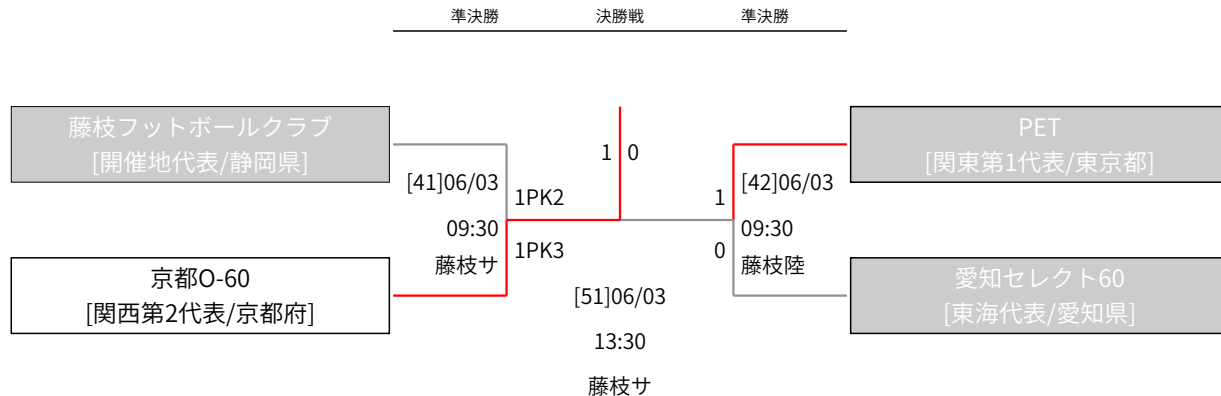 準決勝 決勝戦 準決勝
藤枝フットボールクラブ
[開催地代表/静岡県]
京都O-60
[関西第2代表/京都府]
[41]06/03
09:30
藤枝サ
1PK2
1PK3
1 0
[51]06/03
13:30
藤枝サ
1
0
[42]06/03
09:30
藤枝陸
PET
[関東第1代表/東京都]
愛知セレクト60
[東海代表/愛知県]